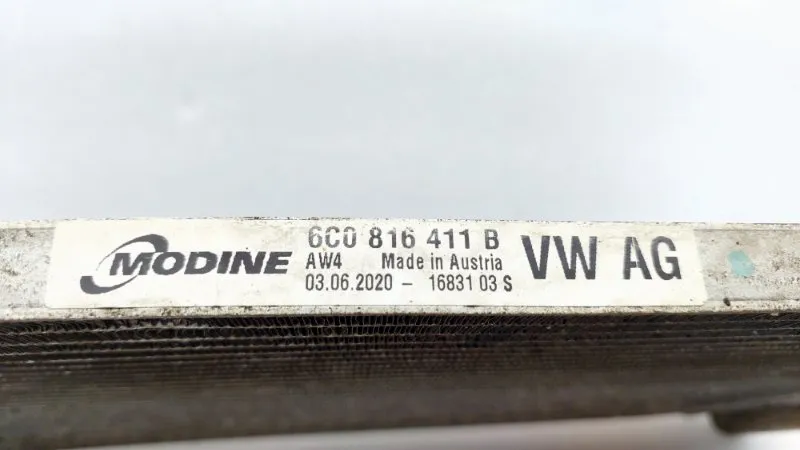 MODINE
6C0 816 411 B
AW4 Made in Austria
03.06.2020 - 16831 03 S
VW AG